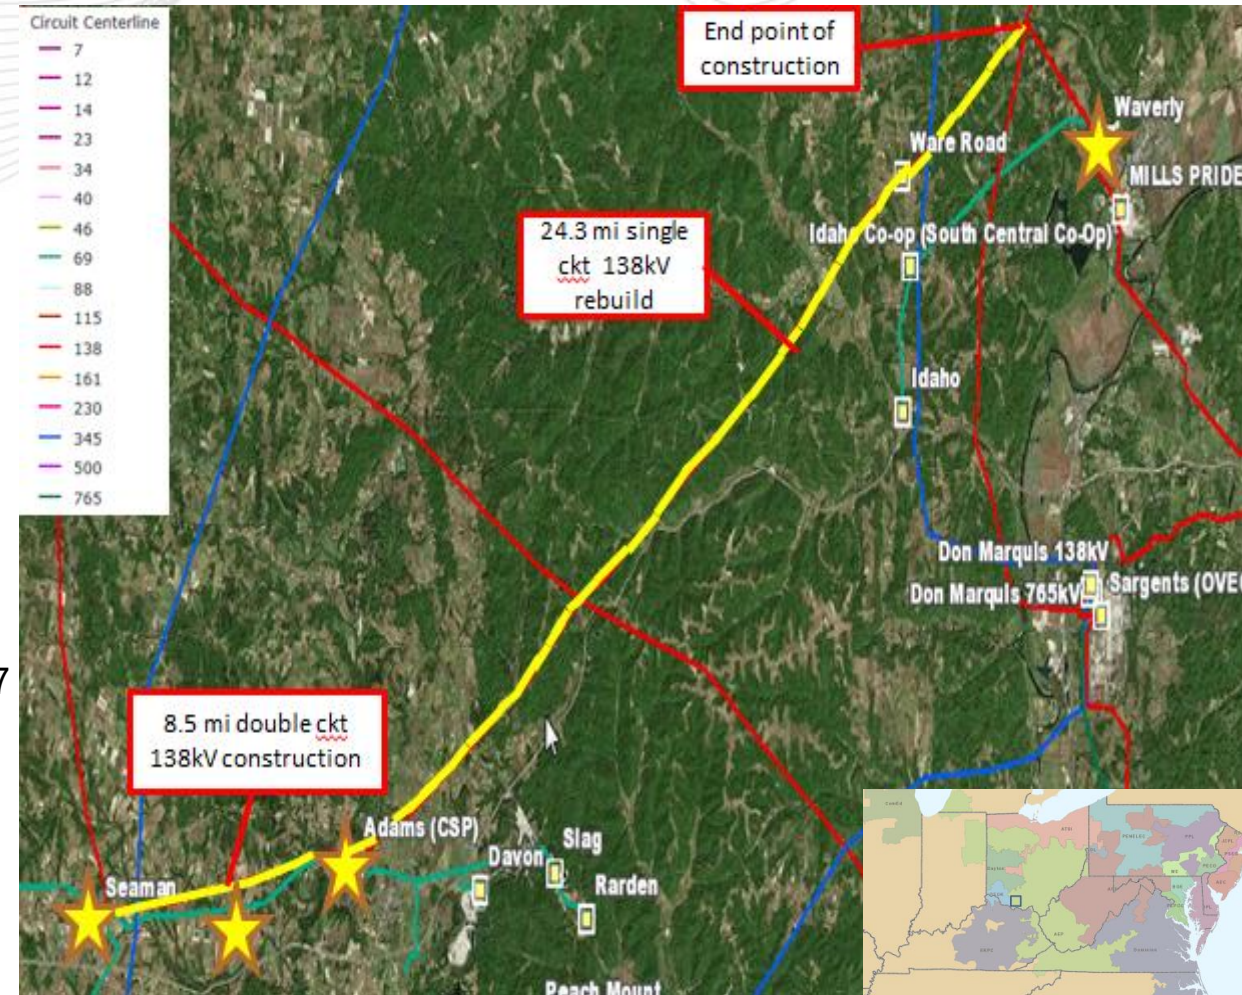 Circuit Centerline
7
12
14
23
34
40
46
69
88
115
138
161
230
345
500
765
End point of
construction
Waverly
Ware Road
MILLS PRIDE
24.3 mi single
ckt 138kV
rebuild
Idaho Co-op (South Central Co-Op)
Idaho
Don Marquis 138kV
Don Marquis 765kV
Sargents (OVEC
7
8.5 mi double ckt
138kV construction
Adams (CSP)
Slag
Davon
Seaman
Rarden
Peach Mount